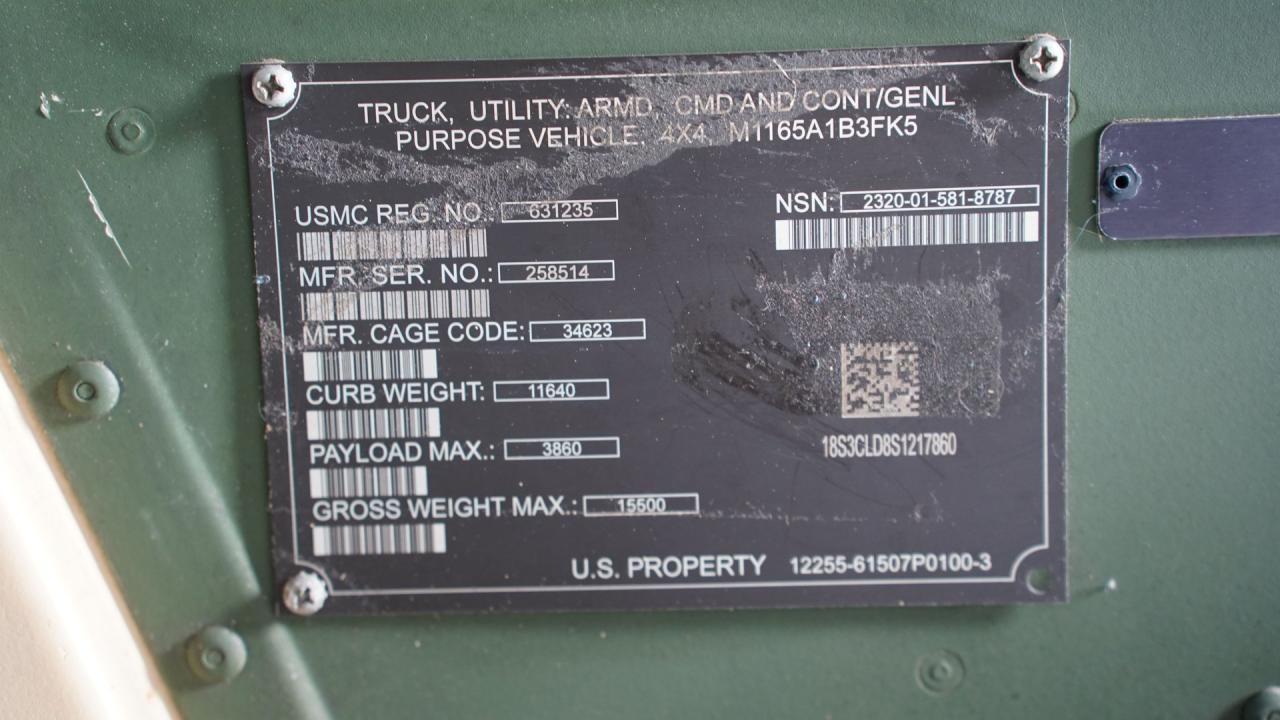 TRUCK, UTILITY: ARMD, CMD AND CONT/GENL
PURPOSE VEHICLE, 4X4, M1165A1B3FK5
USMC REG. NO.: 631235
NSN: 2320-01-581-8787
MFR. SER. NO.: 258514
MFR. CAGE CODE: 34623
CURB WEIGHT: 11640
PAYLOAD MAX.: 3860
18S3CLD8S1217860
GROSS WEIGHT MAX.: 15500
U.S. PROPERTY 12255-61507P0100-3